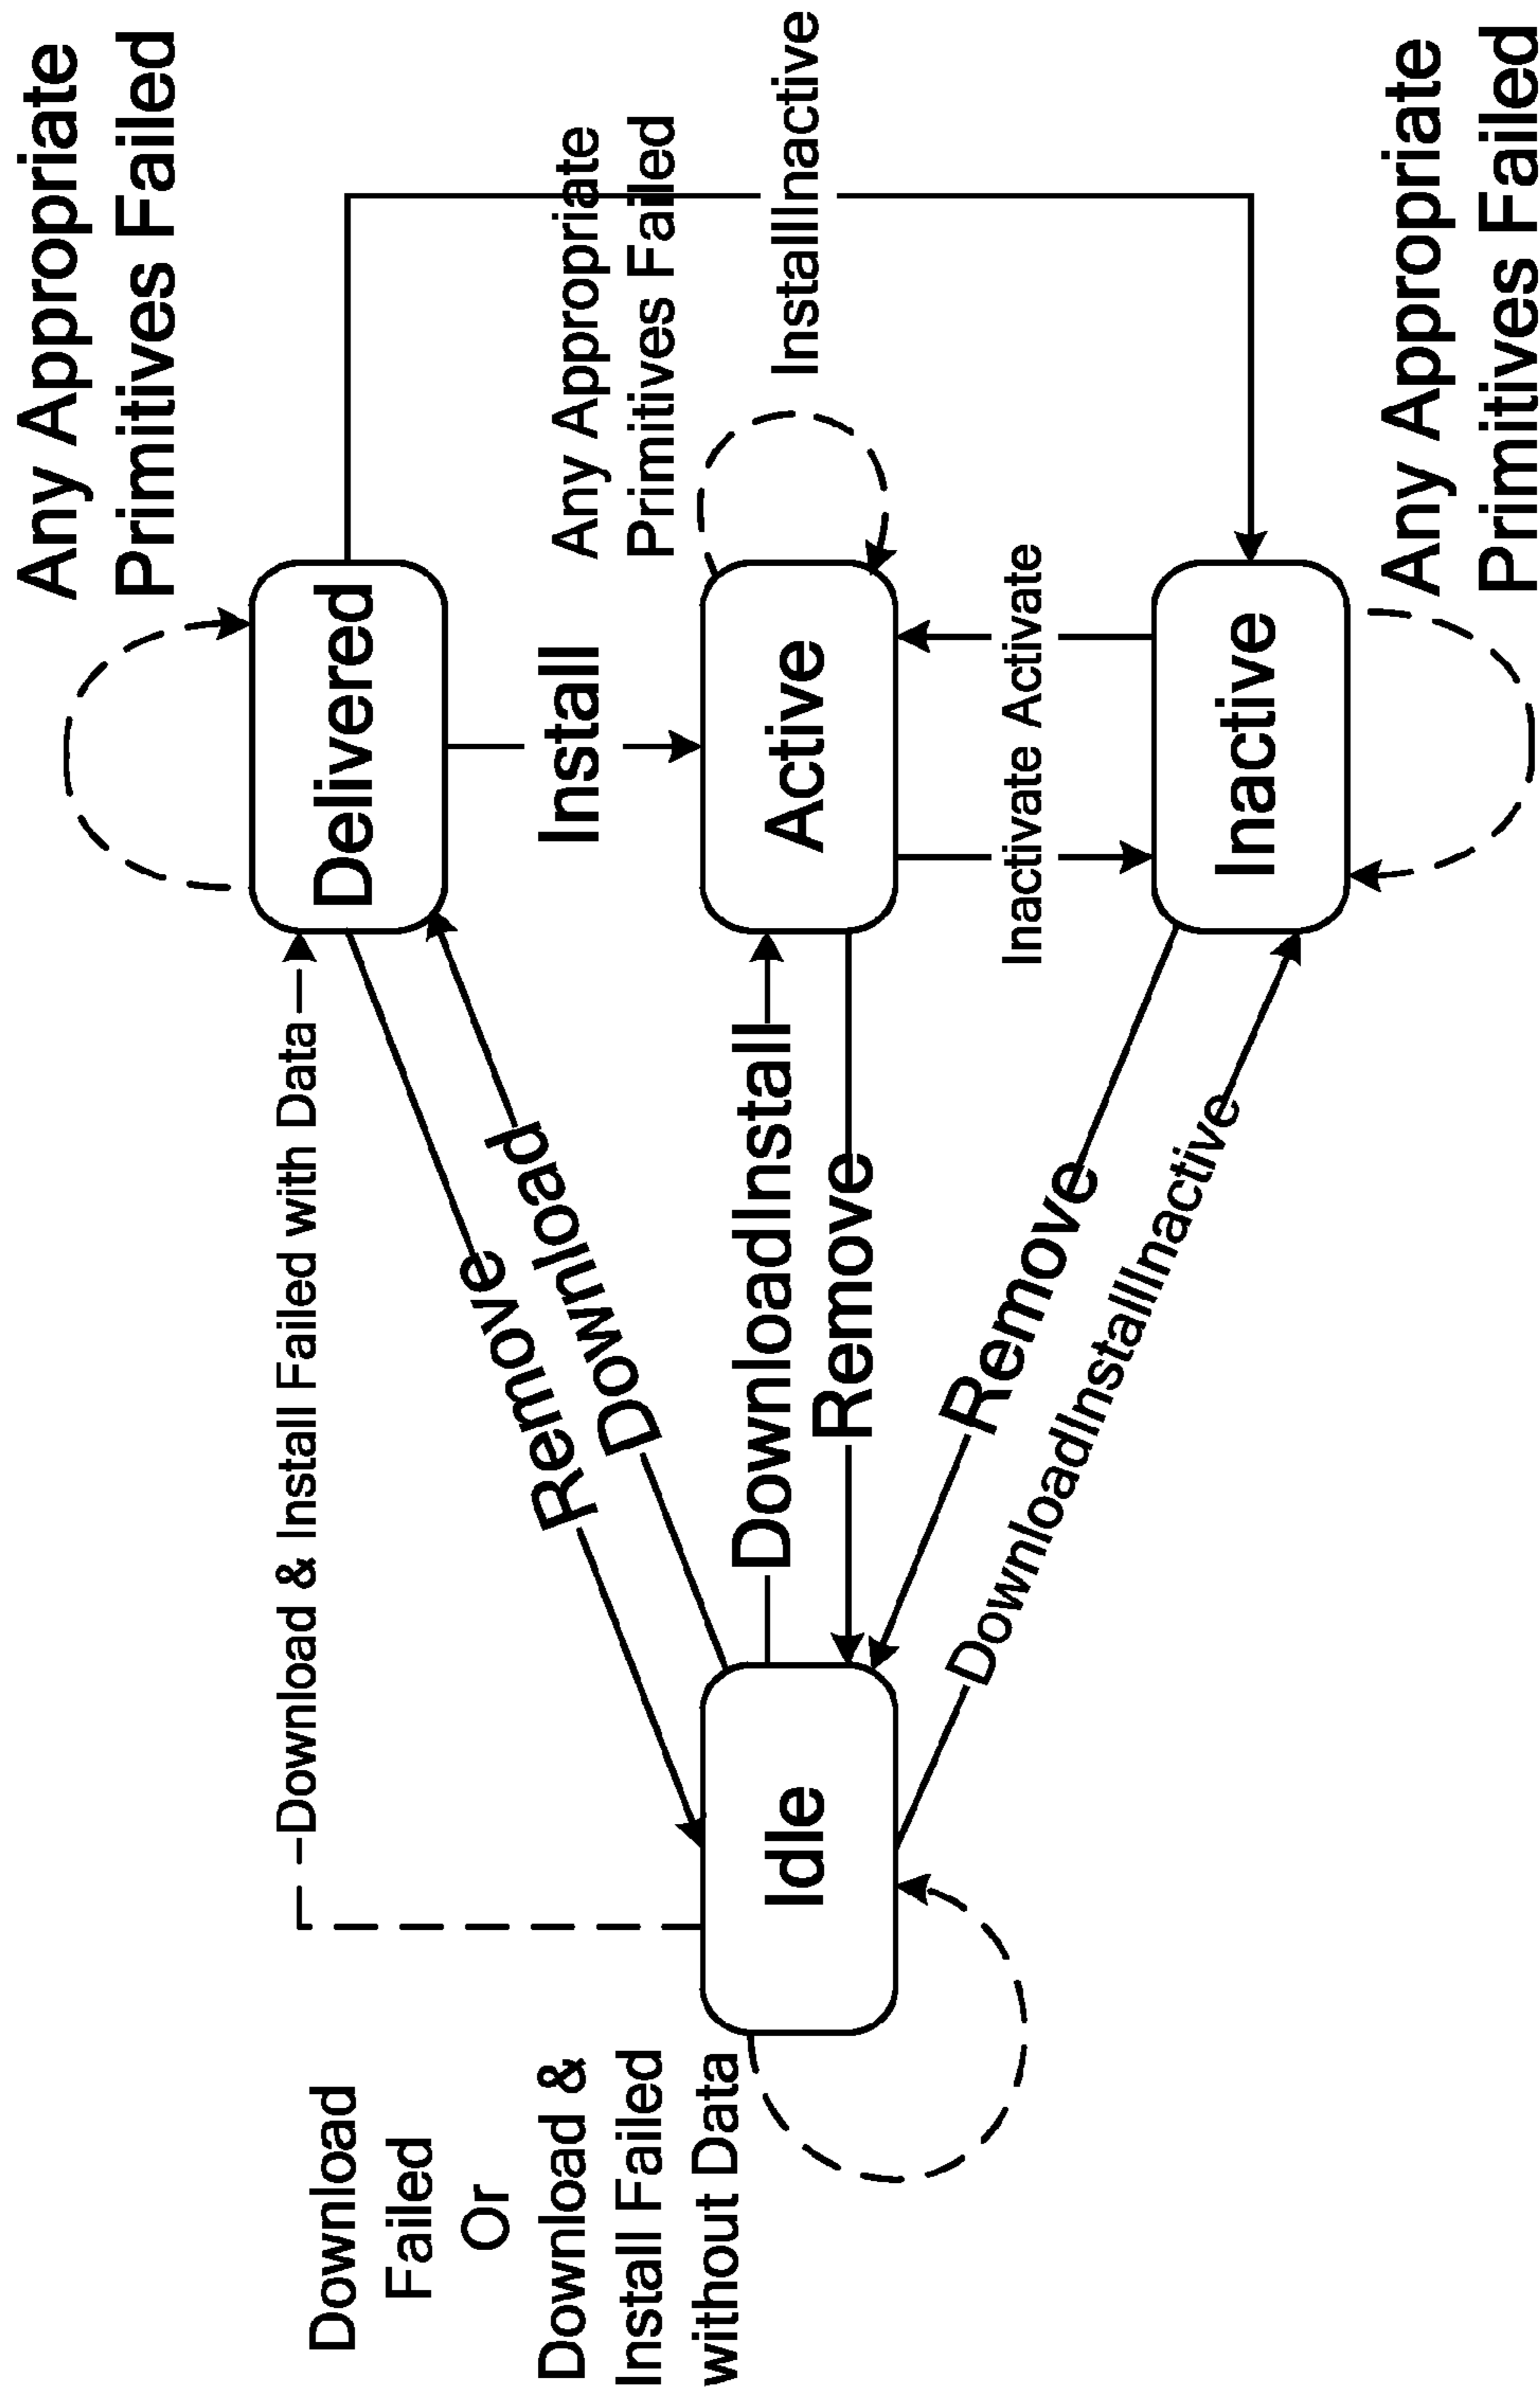 Download
Failed
Or
Download &
Install Failed
without Data
Idle
Download & Install Failed with Data
Remove
Download
DownloadInstall
Remove
Remove
DownloadInstallInactive
Any Appropriate
Primitives Failed
Delivered
Install
Any Appropriate
Primitives Failed
InstallInactive
Active
Inactivate Activate
Inactive
Any Appropriate
Primitives Failed